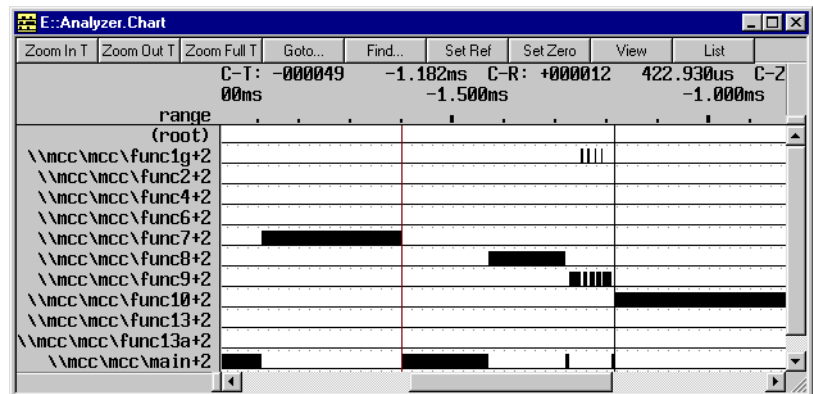 E::Analyzer.Chart
Zoom In T Zoom Out T Zoom Full T Goto... Find... Set Ref Set Zero View List
C-T: -000049 -1.182ms C-R: +000012 422.930us C-Z
00ms -1.500ms -1.000ms
range
(root)
\\mcc\mcc\func1g+2
\\mcc\mcc\func2+2
\\mcc\mcc\func4+2
\\mcc\mcc\func6+2
\\mcc\mcc\func7+2
\\mcc\mcc\func8+2
\\mcc\mcc\func9+2
\\mcc\mcc\func10+2
\\mcc\mcc\func13+2
\\mcc\mcc\func13a+2
\\mcc\mcc\main+2